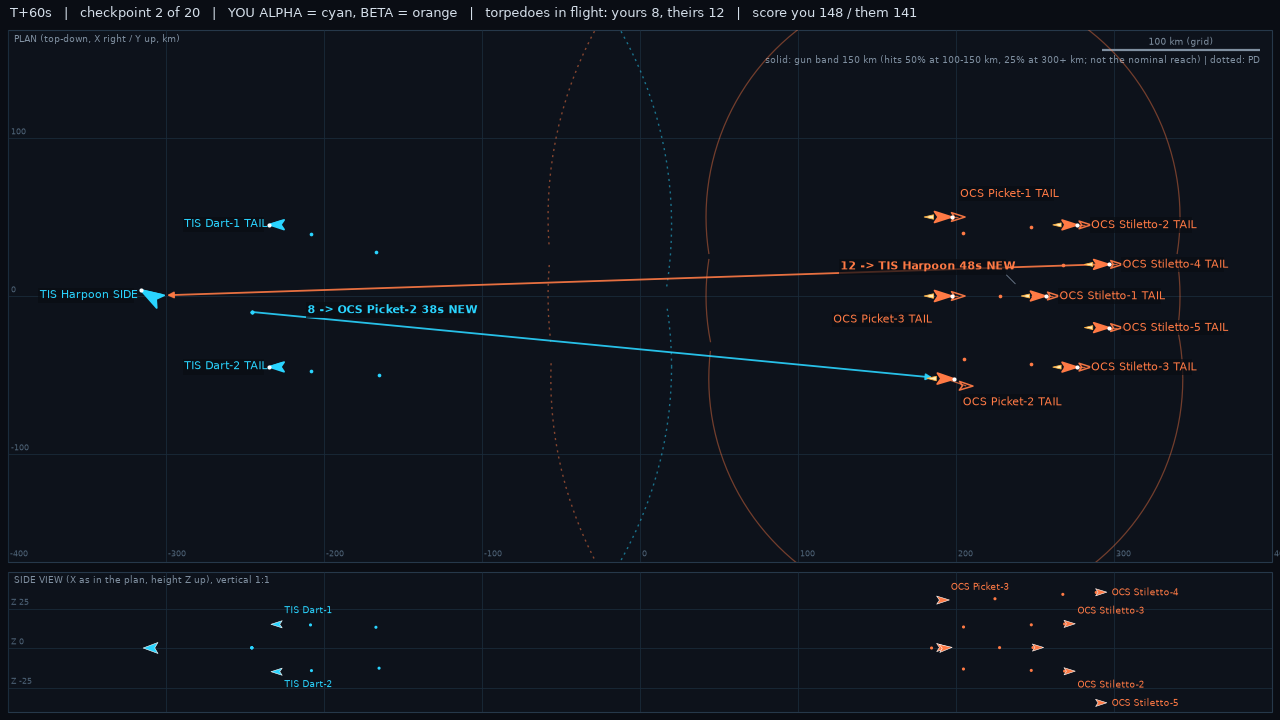 T+60s | checkpoint 2 of 20 | YOU ALPHA = cyan, BETA = orange | torpedoes in flight: yours 8, theirs 12 | score you 148 / them 141
PLAN (top-down, X right / Y up, km)
100 km (grid)
solid: gun band 150 km (hits 50% at 100-150 km, 25% at 300+ km; not the nominal reach) | dotted: PD
100
OCS Picket-1 TAIL
TIS Dart-1 TAIL
OCS Stiletto-2 TAIL
12 -> TIS Harpoon 48s NEW
OCS Stiletto-4 TAIL
0
TIS Harpoon SIDE
OCS Stiletto-1 TAIL
8 -> OCS Picket-2 38s NEW
OCS Picket-3 TAIL
OCS Stiletto-5 TAIL
TIS Dart-2 TAIL
OCS Stiletto-3 TAIL
OCS Picket-2 TAIL
-100
-400
-300
-200
-100
0
100
200
300
SIDE VIEW (X as in the plan, height Z up), vertical 1:1
OCS Picket-3
OCS Stiletto-4
Z 25
TIS Dart-1
OCS Stiletto-3
Z 0
Z -25
TIS Dart-2
OCS Stiletto-2
OCS Stiletto-5